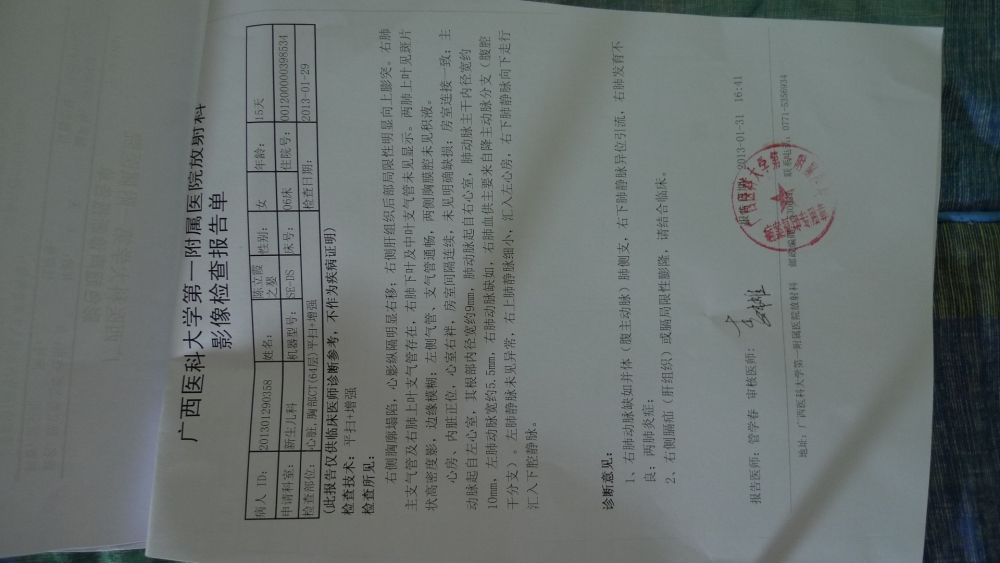 广西医科大学第一附属医院放射科
影像检查报告单
病人 ID: 201301290358 姓名: 陈立霞之婴 性别: 女 年龄: 15天
申请科室: 新生儿科 机器型号: SE-DS 床号: 06床 住院号: 001200000398534
检查部位: 心脏,胸部CT(64层)平扫+增强 检查日期: 2013-01-29
(此报告仅供临床医师诊断参考，不作为疾病证明)
检查技术: 平扫+增强
检查所见:
右侧胸廓塌陷，心影纵隔明显右移；右侧肝组织后部局限性明显向上膨突。右肺
主支气管及右肺上叶支气管存在，右肺下叶及中叶支气管未见显示。两肺上叶见斑片
状高密度影，边缘模糊；左侧气管、支气管通畅，两侧胸膜腔未见积液。
心房、内脏正位，心室右袢，房室间隔连续，未见明确缺损；房室连接一致；主
动脉起自左心室，其根部内径宽约9mm，肺动脉起自右心室，肺动脉主干内径宽约
10mm，左肺动脉宽约5.5mm，右肺动脉缺如，右肺血供主要来自降主动脉分支（腹腔
干分支）。左肺静脉未见异常，右上肺静脉细小，汇入左心房，右下肺静脉向下走行
汇入下腔静脉。
诊断意见:
1、右肺动脉缺如并体（腹主动脉）肺侧支，右下肺静脉异位引流，右肺发育不
良；两肺炎症；
2、右侧膈疝（肝组织）或膈局限性膨隆，请结合临床。
报告医师: 管学春 审核医师: 2013-01-31 16:41
地址: 广西医科大学第一附属医院放射科 邮政编 联系电话: 0771-5356934